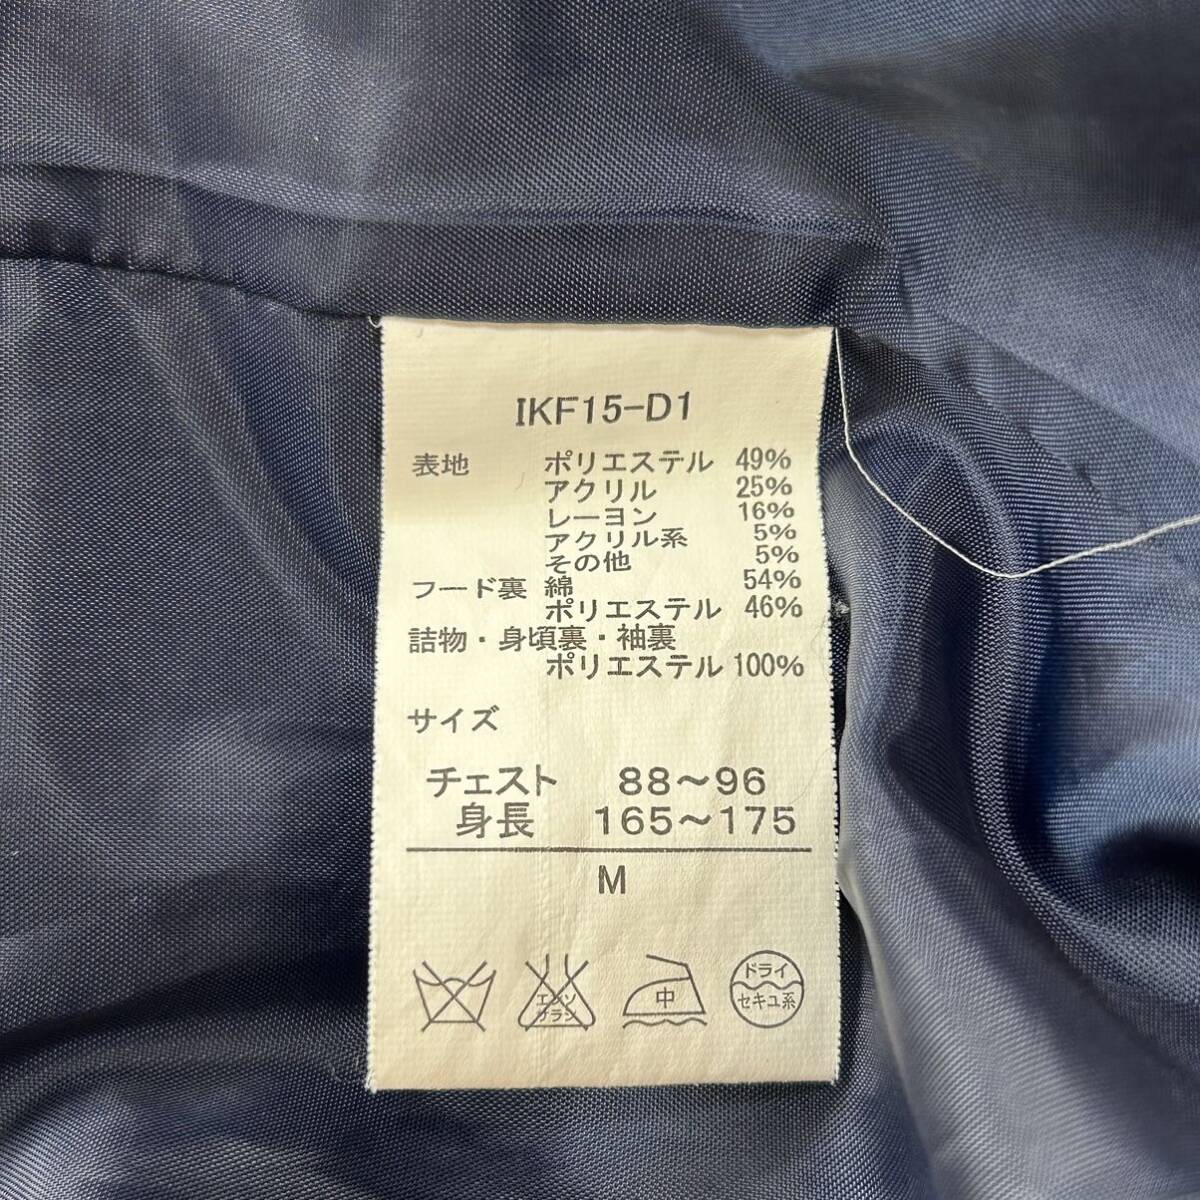 IKF15-D1
表地 ポリエステル 49%
アクリル 25%
レーヨン 16%
アクリル系 5%
その他 5%
フード裏 綿 54%
ポリエステル 46%
詰物・身頃裏・袖裏
ポリエステル 100%
サイズ
チェスト 88～96
身長 165～175
M
エンソ
サラシ
中
ドライ
セキユ系